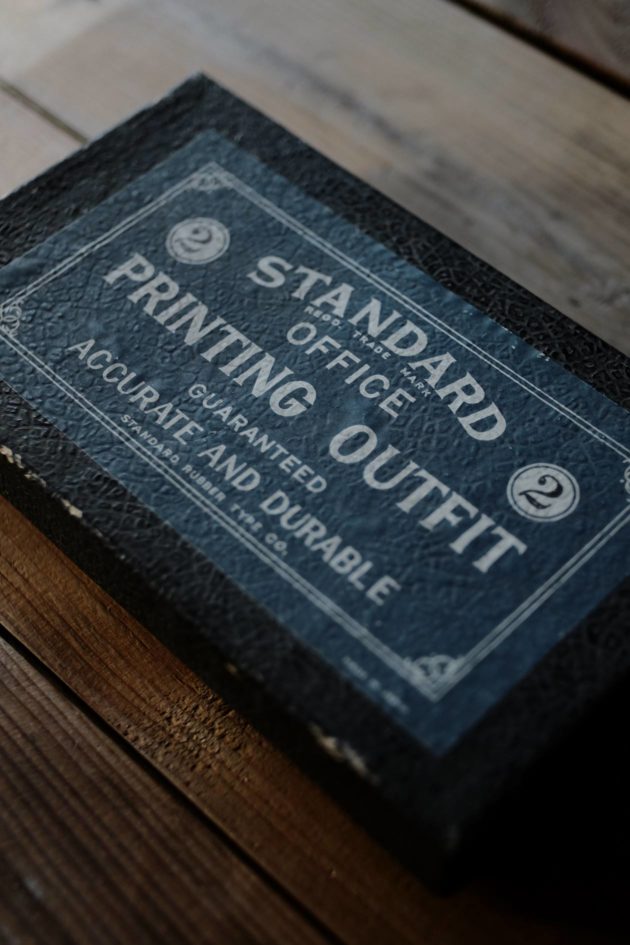 2
STANDARD
REGD. TRADE MARK
OFFICE
PRINTING OUTFIT
2
GUARANTEED
ACCURATE AND DURABLE
STANDARD RUBBER TYPE CO.